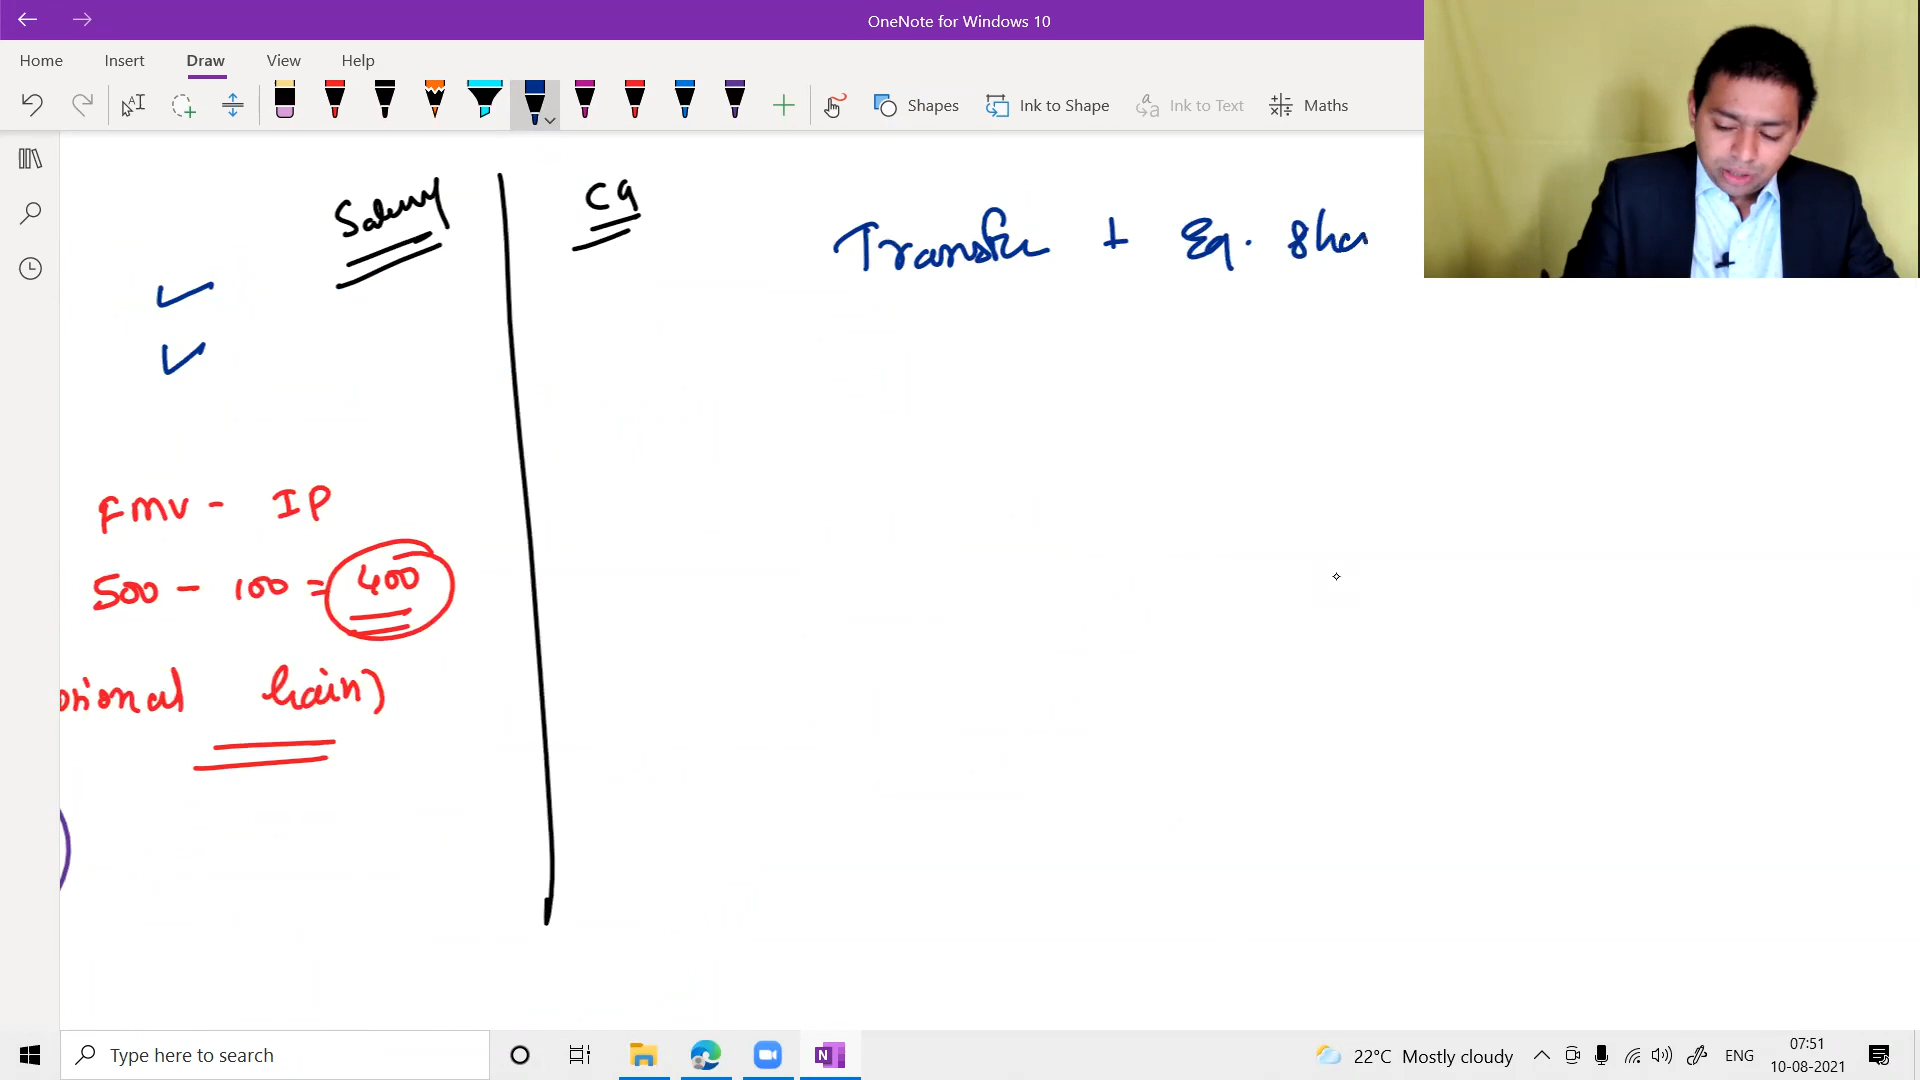 OneNote for Windows 10
Home Insert Draw View Help
Shapes Ink to Shape Ink to Text Maths
Salary CG
Transfer + Eq. Sha
FMV - IP
500 - 100 = 400
Gain)
Type here to search
22°C Mostly cloudy ENG 07:51
10-08-2021